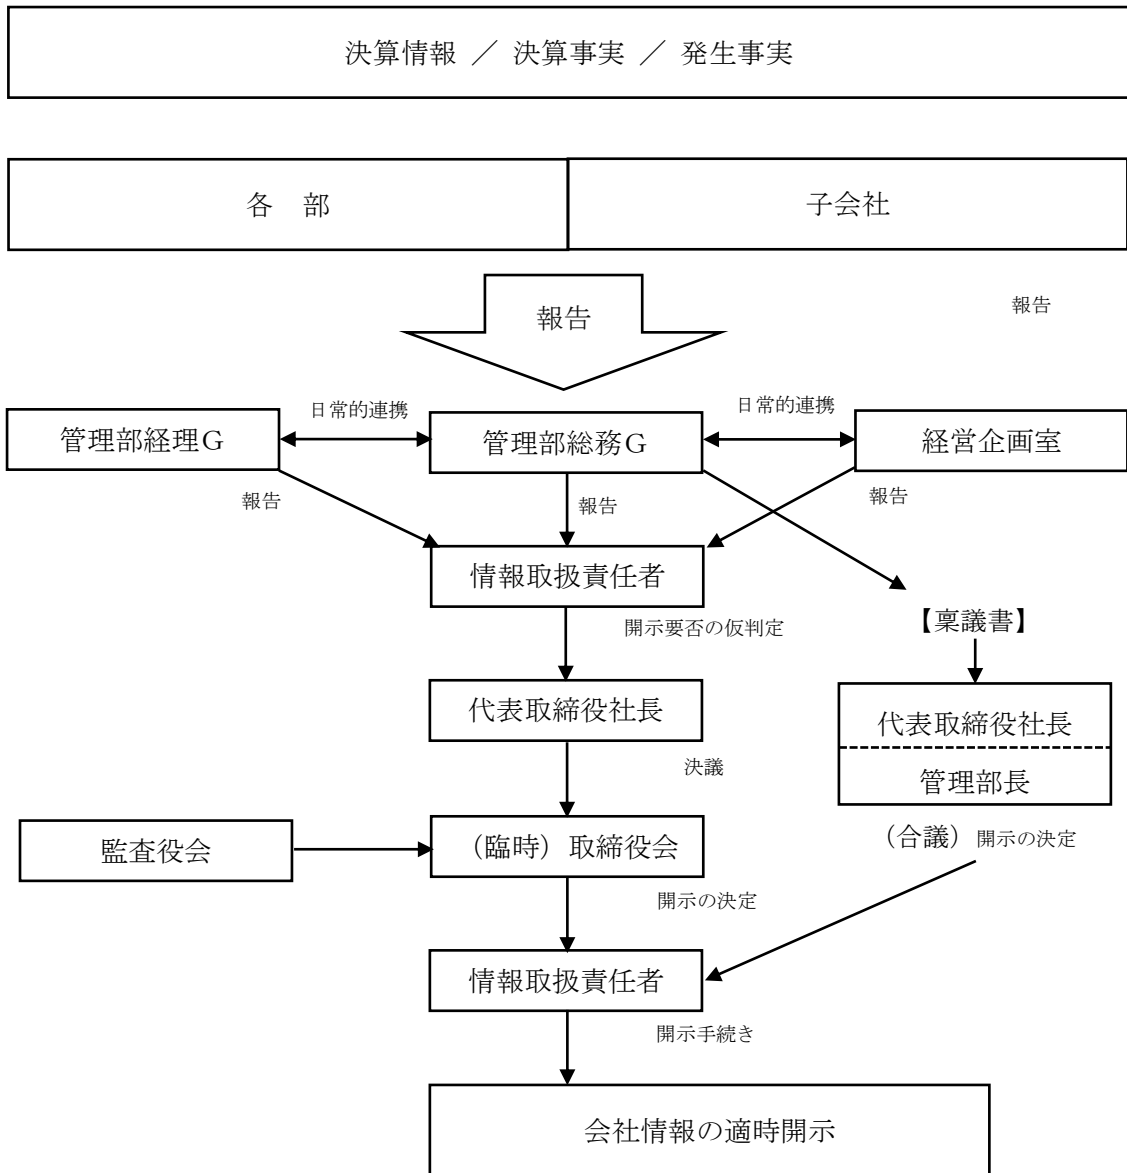 決算情報 ／ 決算事実 ／ 発生事実
各　部
子会社
報告
報告
日常的連携
日常的連携
管理部経理Ｇ
管理部総務Ｇ
経営企画室
報告
報告
報告
情報取扱責任者
開示要否の仮判定
【稟議書】
代表取締役社長
代表取締役社長
決議
管理部長
監査役会
（臨時）取締役会
（合議）開示の決定
開示の決定
情報取扱責任者
開示手続き
会社情報の適時開示